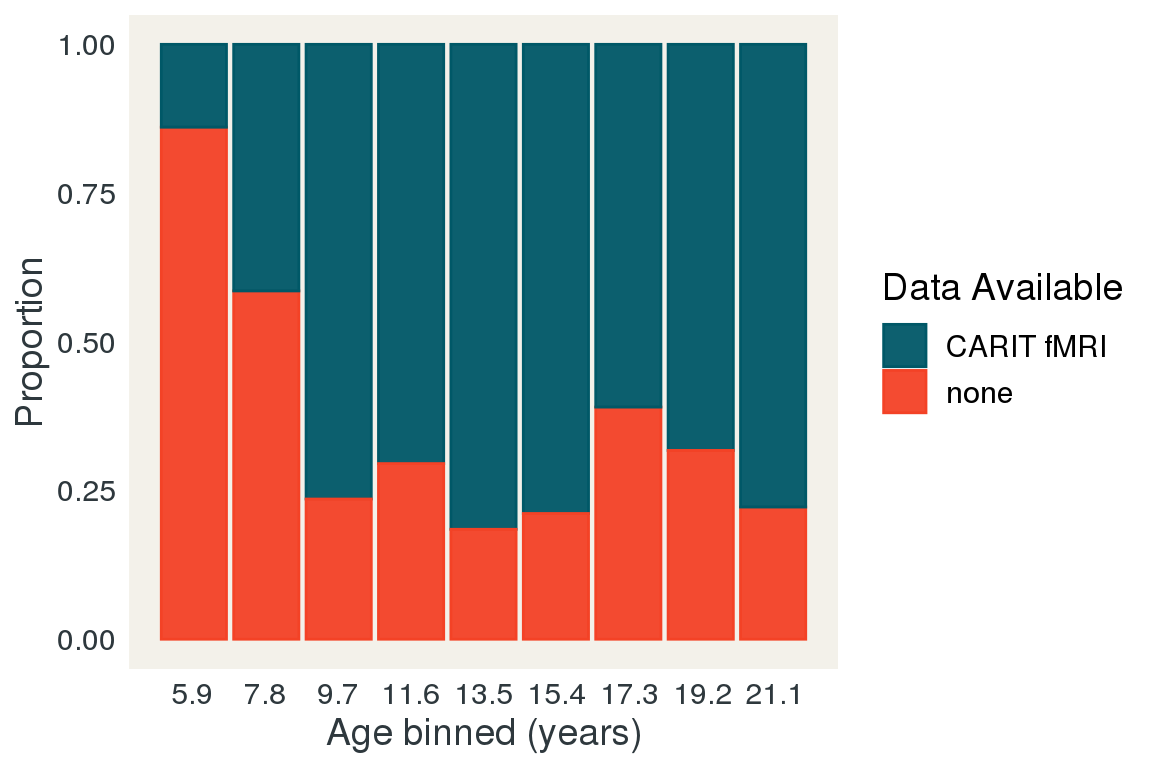 1.00
0.75
0.50
0.25
0.00
Proportion
5.9 7.8 9.7 11.6 13.5 15.4 17.3 19.2 21.1
Age binned (years)
Data Available
CARIT fMRI
none